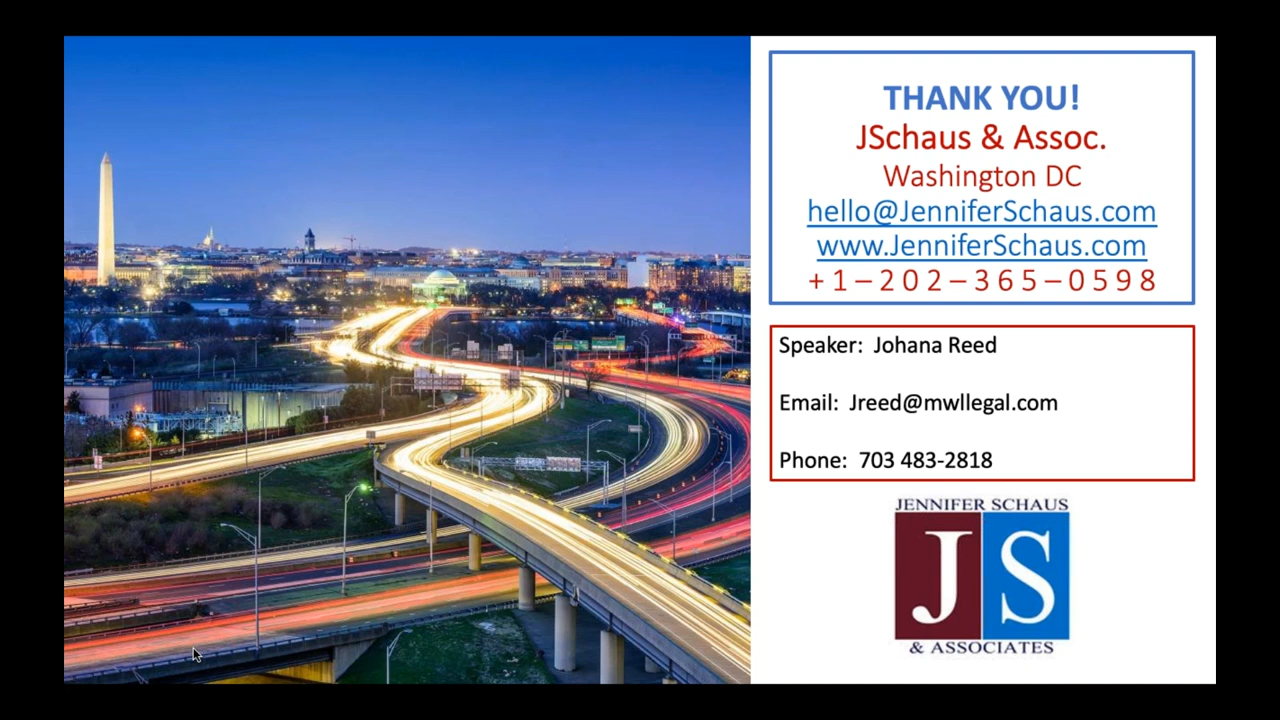 THANK YOU!
JSchaus & Assoc.
Washington DC
hello@JenniferSchaus.com
www.JenniferSchaus.com
+1–202–365–0598
Speaker: Johana Reed
Email: Jreed@mwllegal.com
Phone: 703 483-2818
JENNIFER SCHAUS
JS
& ASSOCIATES